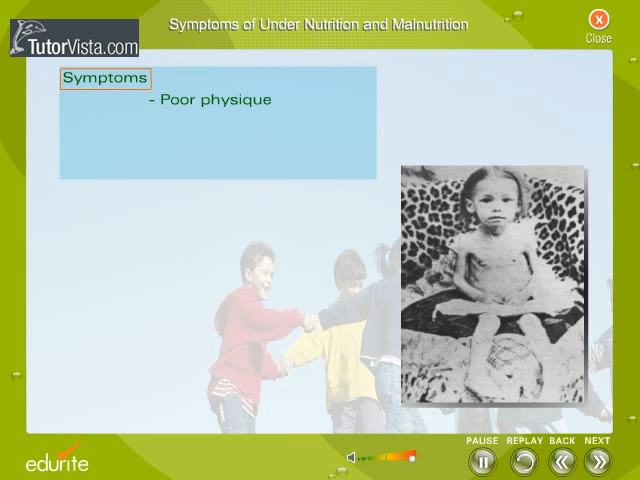 Symptoms of Under Nutrition and Malnutrition
X
Close
TutorVista.com
Symptoms
- Poor physique
PAUSE REPLAY BACK NEXT
edurite